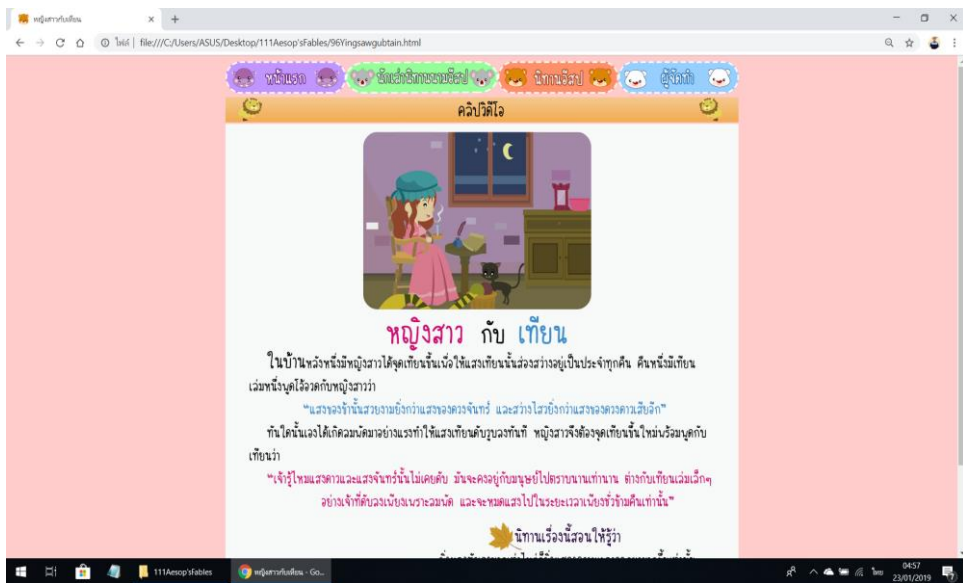 หญิงสาวกับเทียน
ไฟล์ | file:///C:/Users/ASUS/Desktop/111Aesop'sFables/96Yingsawgubtain.html
หน้าแรก นักเล่านิทานนามอีสป นิทานอีสป ผู้จัดทำ
คลิปวิดีโอ
หญิงสาว กับ เทียน
ในบ้านหลังหนึ่งมีหญิงสาวได้จุดเทียนขึ้นเพื่อให้แสงเทียนนั้นส่องสว่างอยู่เป็นประจำทุกคืน คืนหนึ่งมีเทียน
เล่มหนึ่งพูดโอ้อวดกับหญิงสาวว่า
“แสงของข้านั้นสวยงามยิ่งกว่าแสงของดวงจันทร์ และสว่างไสวยิ่งกว่าแสงของดวงดาวเสียอีก”
ทันใดนั้นเองได้เกิดลมพัดมาอย่างแรงทำให้แสงเทียนดับวูบลงทันที หญิงสาวจึงต้องจุดเทียนขึ้นใหม่พร้อมพูดกับ
เทียนว่า
“เจ้ารู้ไหมแสงดาวและแสงจันทร์นั้นไม่เคยดับ มันจะคงอยู่กับมนุษย์ไปตราบนานเท่านาน ต่างกับเทียนเล่มเล็กๆ
อย่างเจ้าที่ดับลงเพียงเพราะลมพัด และจะหมดแสงไปในระยะเวลาเพียงชั่วข้ามคืนเท่านั้น”
นิทานเรื่องนี้สอนให้รู้ว่า
111Aesop'sFables
หญิงสาวกับเทียน - Go...
ไทย
04:57
23/01/2019